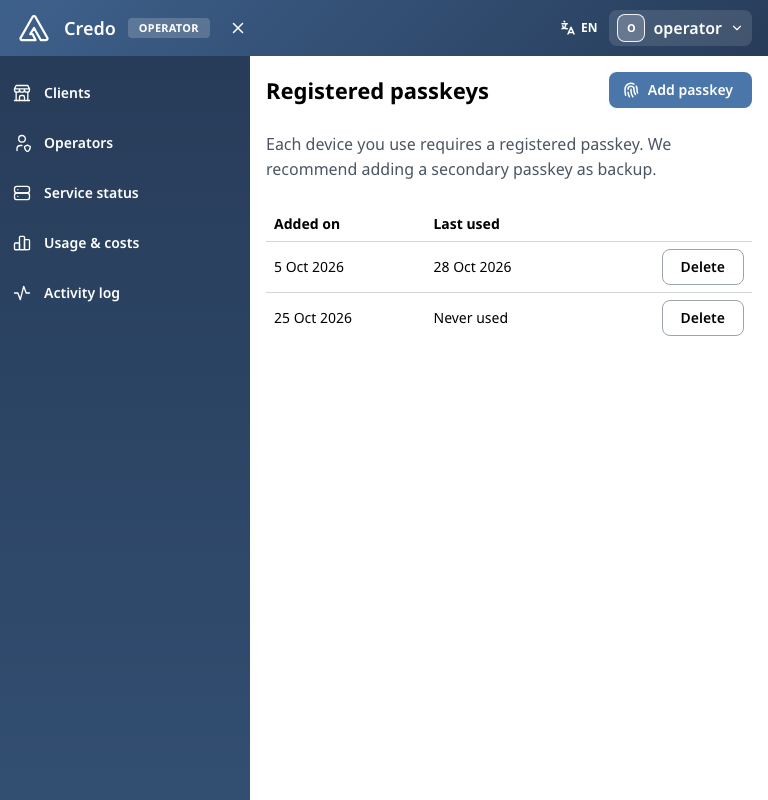 Credo OPERATOR
EN
O operator
Clients
Operators
Service status
Usage & costs
Activity log
Registered passkeys
Add passkey
Each device you use requires a registered passkey. We
recommend adding a secondary passkey as backup.
Added on Last used
5 Oct 2026 28 Oct 2026 Delete
25 Oct 2026 Never used Delete